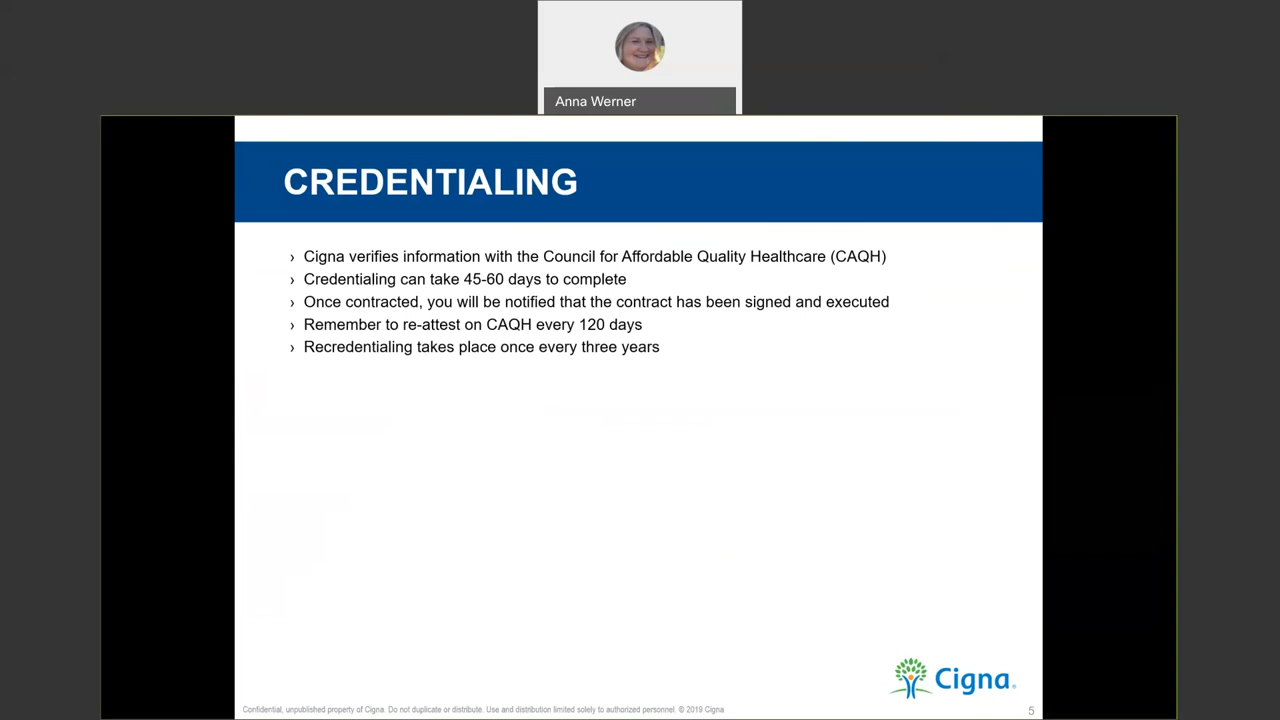 Anna Werner
CREDENTIALING
› Cigna verifies information with the Council for Affordable Quality Healthcare (CAQH)
› Credentialing can take 45-60 days to complete
› Once contracted, you will be notified that the contract has been signed and executed
› Remember to re-attest on CAQH every 120 days
› Recredentialing takes place once every three years
Cigna®
Confidential, unpublished property of Cigna. Do not duplicate or distribute. Use and distribution limited solely to authorized personnel. © 2019 Cigna
5